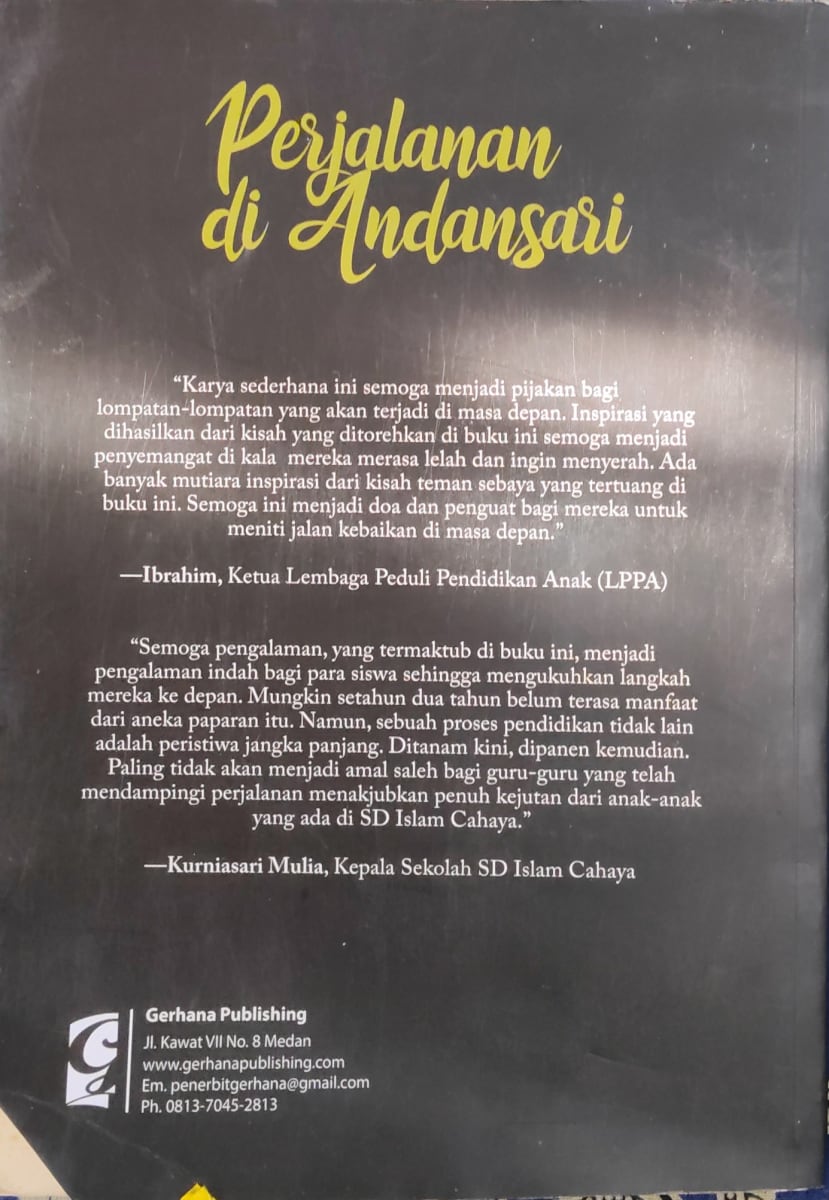 Perjalanan
di Andansari
“Karya sederhana ini semoga menjadi pijakan bagi
lompatan-lompatan yang akan terjadi di masa depan. Inspirasi yang
dihasilkan dari kisah yang ditorehkan di buku ini semoga menjadi
penyemangat di kala mereka merasa lelah dan ingin menyerah. Ada
banyak mutiara inspirasi dari kisah teman sebaya yang tertuang di
buku ini. Semoga ini menjadi doa dan penguat bagi mereka untuk
meniti jalan kebaikan di masa depan.”
—Ibrahim, Ketua Lembaga Peduli Pendidikan Anak (LPPA)
“Semoga pengalaman, yang termaktub di buku ini, menjadi
pengalaman indah bagi para siswa sehingga mengukuhkan langkah
mereka ke depan. Mungkin setahun dua tahun belum terasa manfaat
dari aneka paparan itu. Namun, sebuah proses pendidikan tidak lain
adalah peristiwa jangka panjang. Ditanam kini, dipanen kemudian.
Paling tidak akan menjadi amal saleh bagi guru-guru yang telah
mendampingi perjalanan menakjubkan penuh kejutan dari anak-anak
yang ada di SD Islam Cahaya.”
—Kurniasari Mulia, Kepala Sekolah SD Islam Cahaya
Gerhana Publishing
Jl. Kawat VII No. 8 Medan
www.gerhanapublishing.com
Em. penerbitgerhana@gmail.com
Ph. 0813-7045-2813